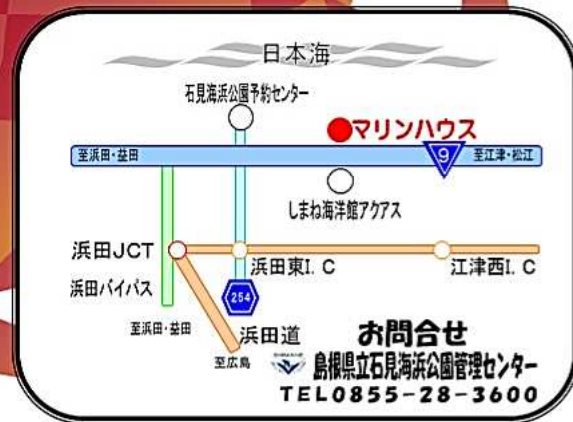 日本海
石見海浜公園予約センター
マリンハウス
至浜田・益田
9
至江津・松江
しまね海洋館アクアス
浜田JCT
浜田東I.C
江津西I.C
浜田バイパス
254
至浜田・益田
浜田道
至広島
お問合せ
島根県立石見海浜公園管理センター
TEL0855-28-3600